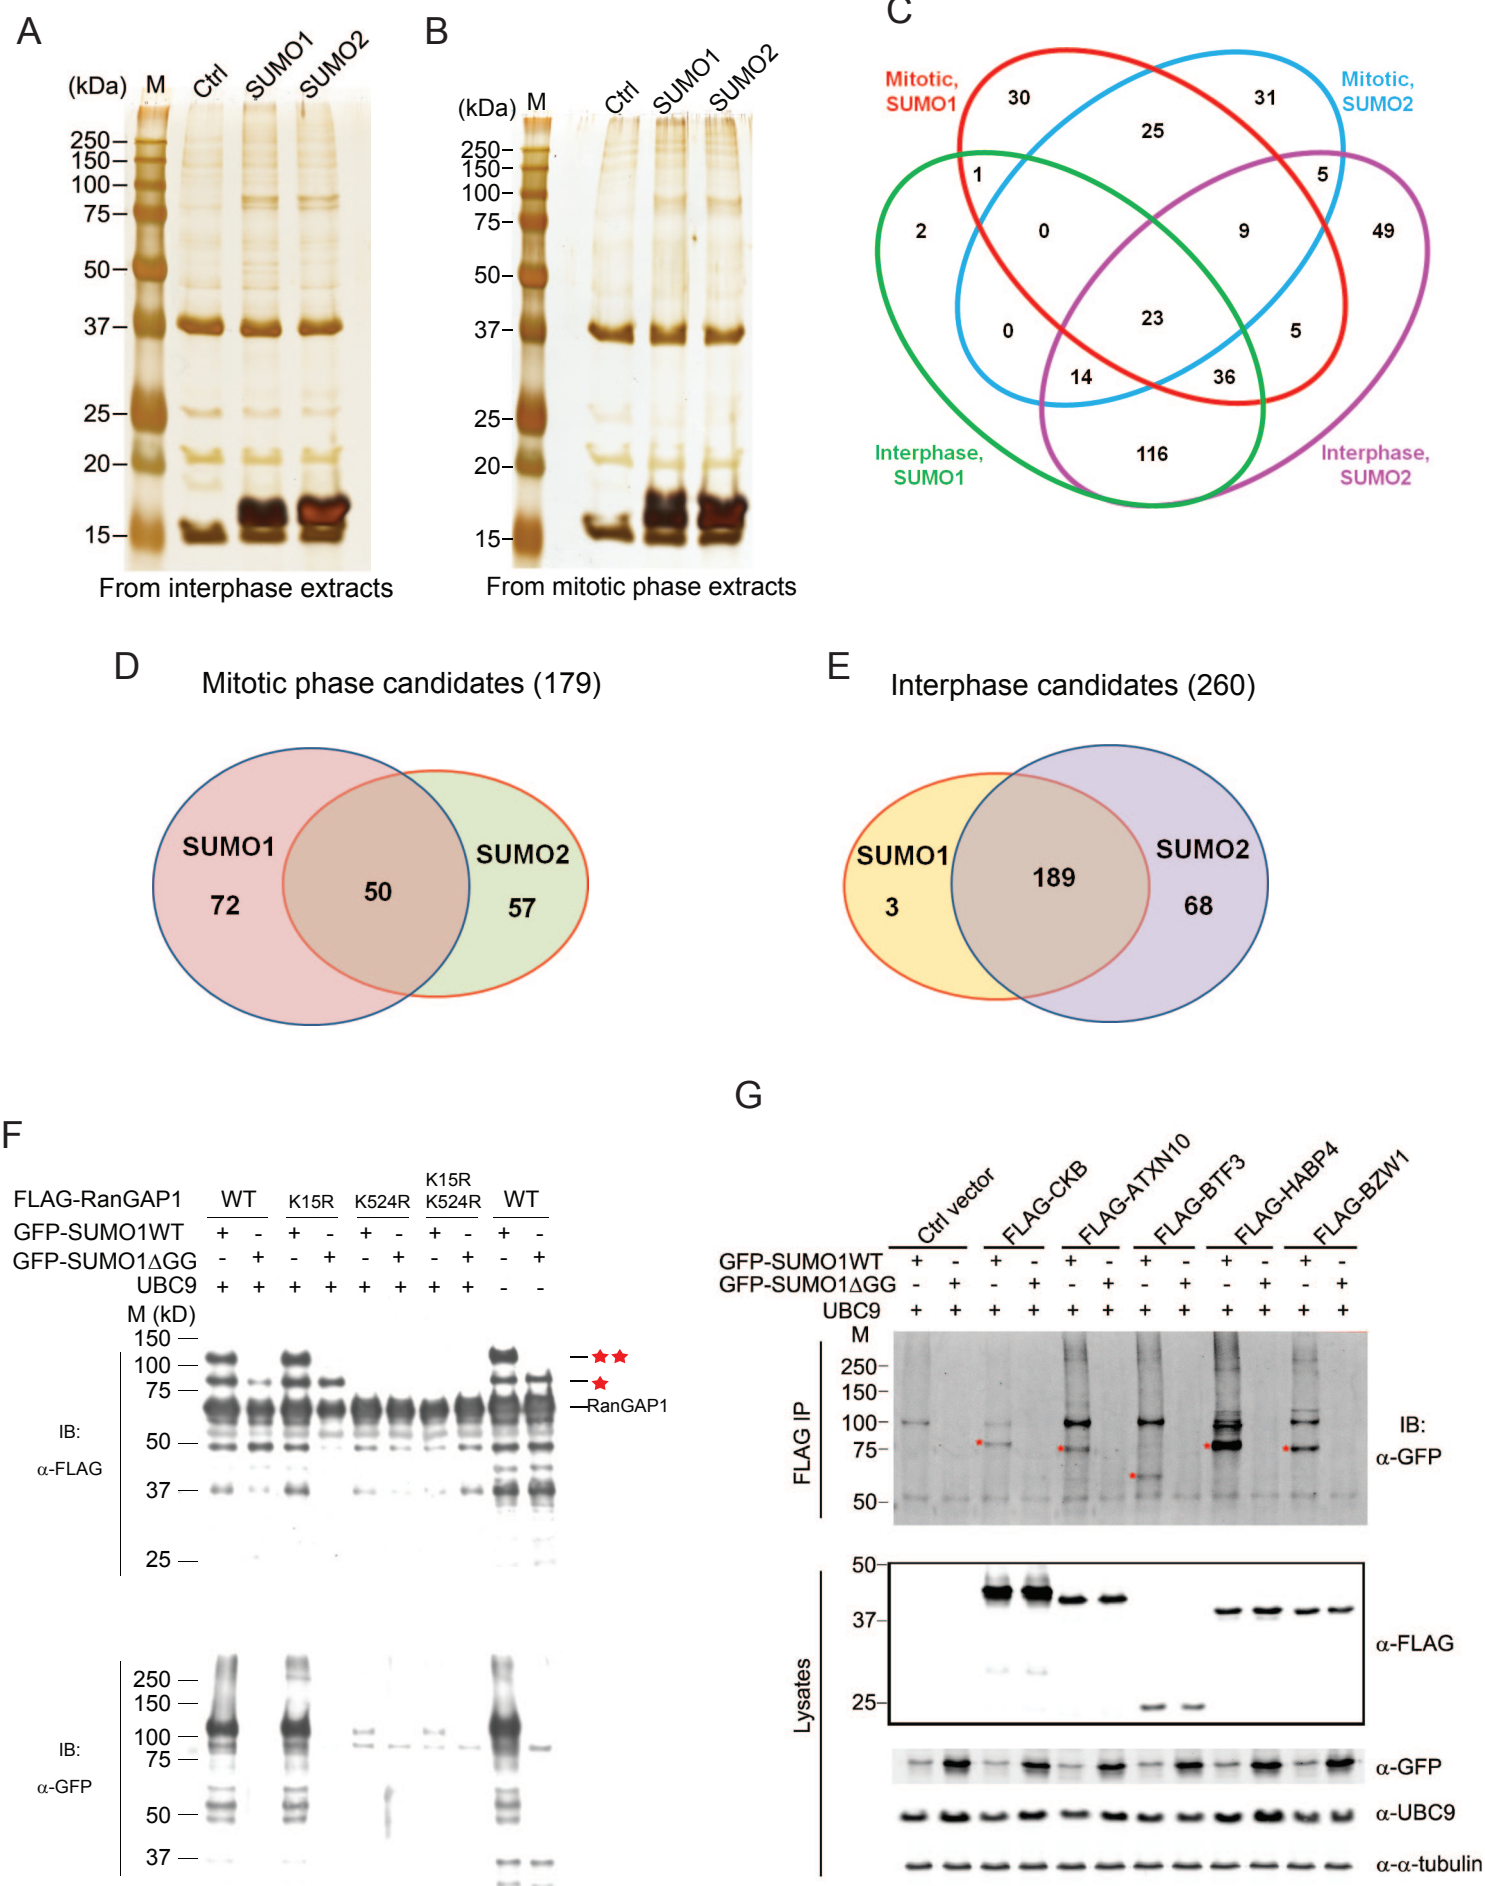 A
(kDa) M Ctrl SUMO1 SUMO2
250
150
100
75
50
37
25
20
15
From interphase extracts
B
(kDa) M Ctrl SUMO1 SUMO2
250
150
100
75
50
37
25
20
15
From mitotic phase extracts
C
Mitotic,
SUMO1
Mitotic,
SUMO2
30 31
25
1 5
2 0 9 49
23
0 5
14 36
116
Interphase,
SUMO1
Interphase,
SUMO2
D
Mitotic phase candidates (179)
SUMO1 SUMO2
72 50 57
E
Interphase candidates (260)
SUMO1 SUMO2
3 189 68
F
FLAG-RanGAP1 WT K15R K524R K15R K524R WT
GFP-SUMO1WT + - + - + - + - + -
GFP-SUMO1ΔGG - + - + - + - + - +
UBC9 + + + + + + + + - -
M (kD)
150
100
75
50
37
25
IB:
α-FLAG
RanGAP1
250
150
100
75
50
37
IB:
α-GFP
G
Ctrl vector FLAG-CKB FLAG-ATXN10 FLAG-BTF3 FLAG-HABP4 FLAG-BZW1
GFP-SUMO1WT + - + - + - + - + - + -
GFP-SUMO1ΔGG - + - + - + - + - + - +
UBC9 + + + + + + + + + + + +
M
250
150
100
75
50
FLAG IP
IB:
α-GFP
50
37
25
α-FLAG
Lysates
α-GFP
α-UBC9
α-α-tubulin